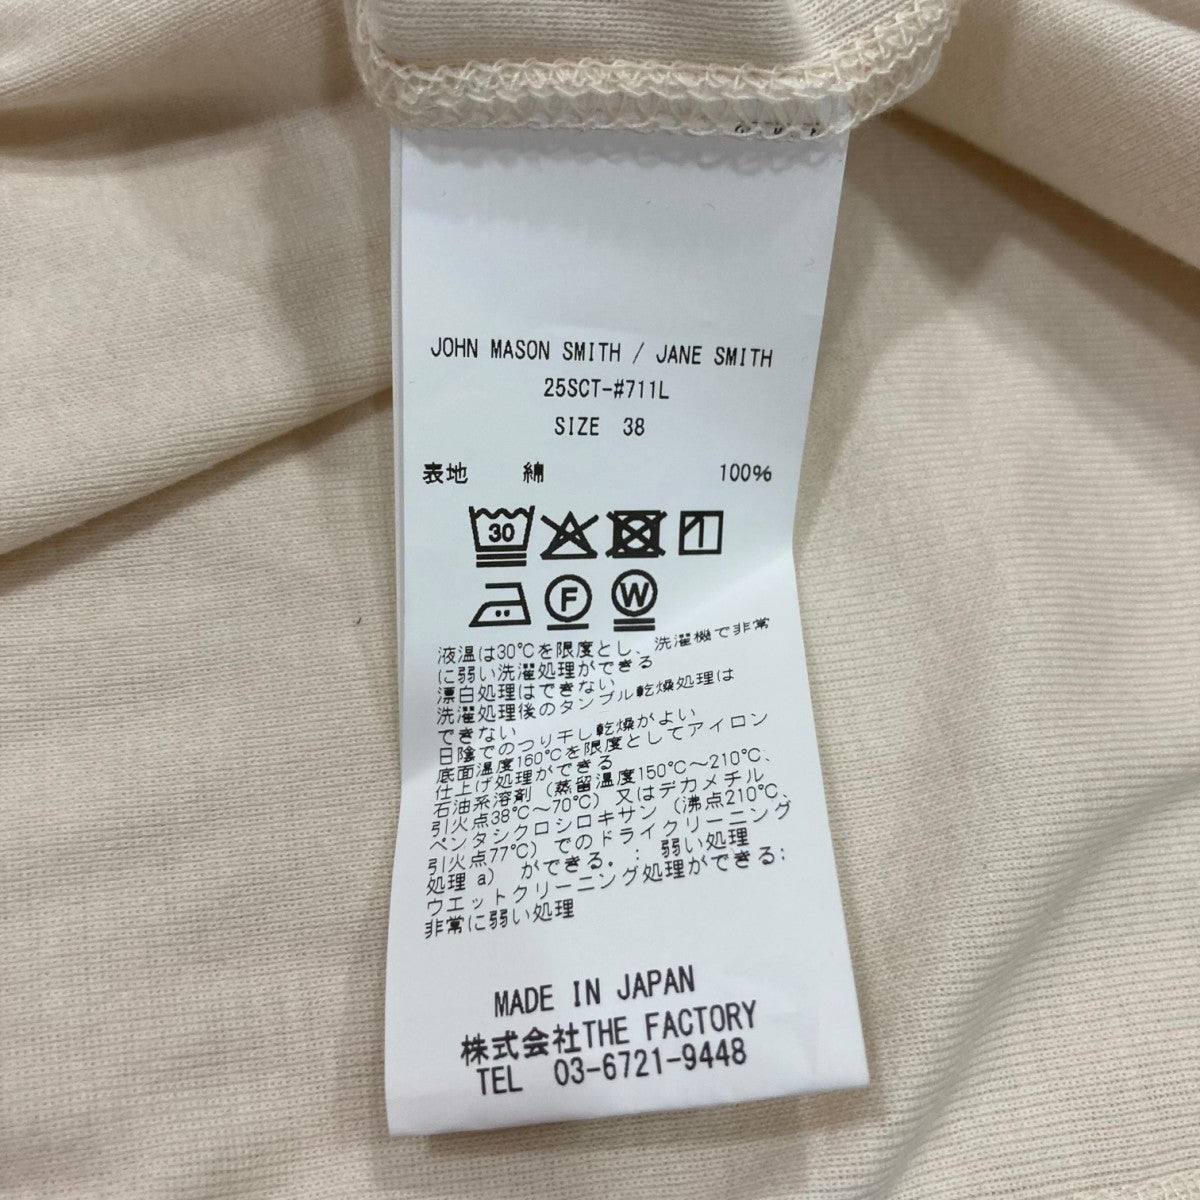 JOHN MASON SMITH / JANE SMITH
25SCT-#711L
SIZE 38
表地 綿 100%
30
F W
液温は30℃を限度とし、洗濯機で非常
に弱い洗濯処理ができる
漂白処理はできない
洗濯処理後のタンブル乾燥処理は
できない
日陰でのつり干し乾燥がよい
底面温度160℃を限度としてアイロン
仕上げ処理ができる
石油系溶剤（蒸留温度150℃～210℃、
引火点38℃～70℃）又はデカメチル
ペンタシクロシロキサン（沸点210℃、
引火点77℃）でのドライクリーニング
処理 a) ができる。：弱い処理
ウエットクリーニング処理ができる：
非常に弱い処理
MADE IN JAPAN
株式会社THE FACTORY
TEL 03-6721-9448